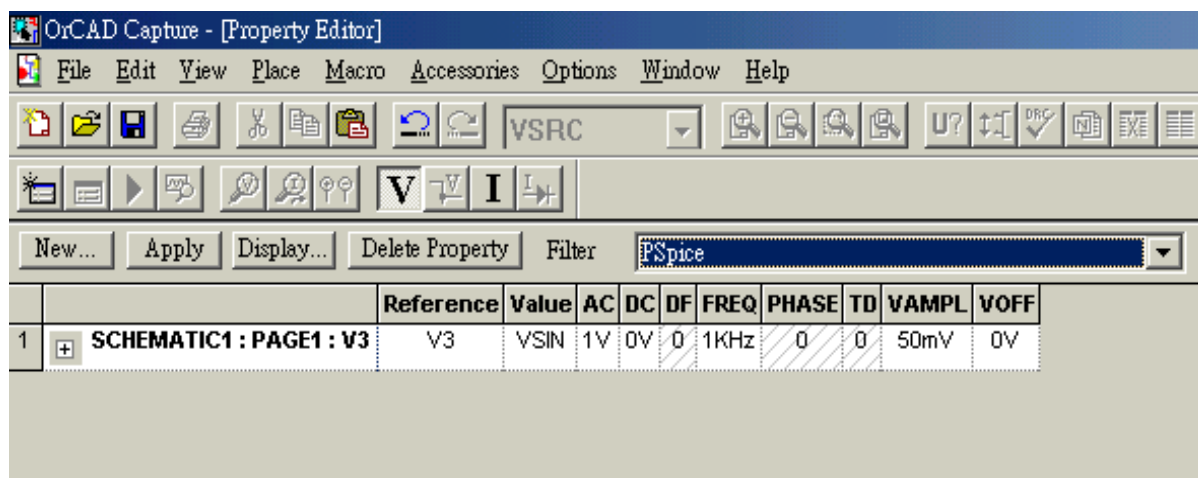 OrCAD Capture - [Property Editor]
File Edit View Place Macro Accessories Options Window Help
VSRC U? DRC
V V I I
New... Apply Display... Delete Property Filter PSpice
Reference Value AC DC DF FREQ PHASE TD VAMPL VOFF
1 SCHEMATIC1 : PAGE1 : V3 V3 VSIN 1V 0V 0 1KHz 0 0 50mV 0V